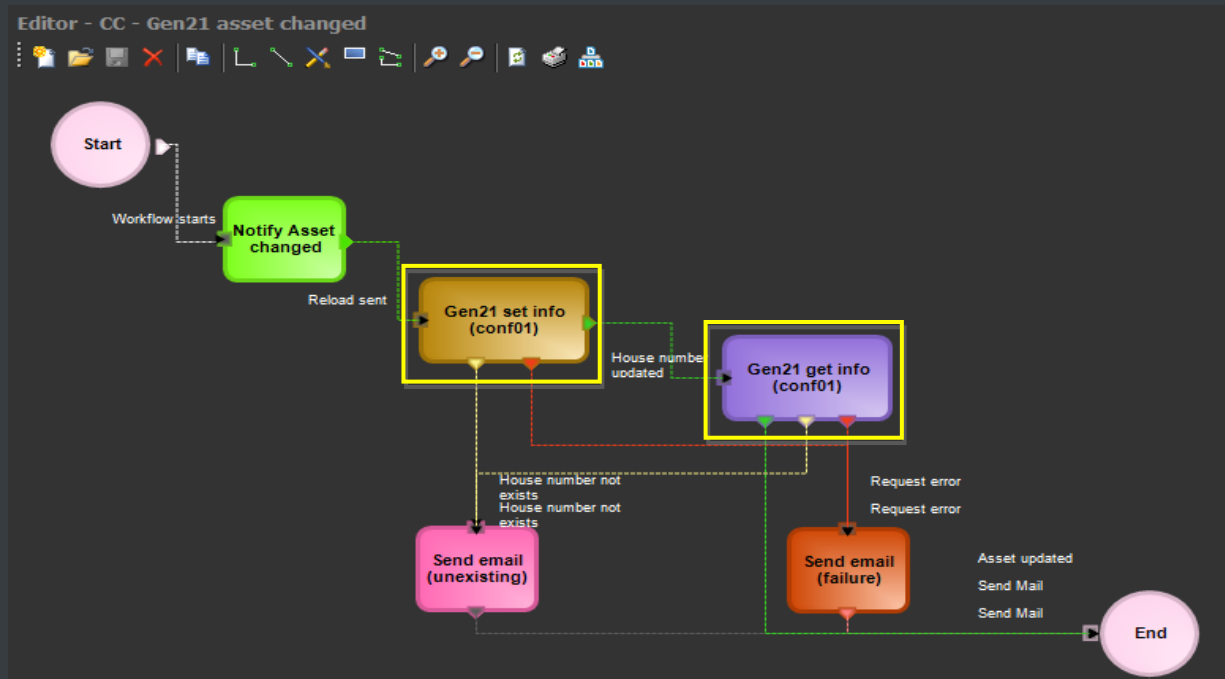 Editor - CC - Gen21 asset changed
Start
Workflow starts
Notify Asset
changed
Reload sent
Gen21 set info
(conf01)
House number
updated
Gen21 get info
(conf01)
House number not
exists
House number not
exists
Request error
Request error
Send email
(unexisting)
Send email
(failure)
Asset updated
Send Mail
Send Mail
End